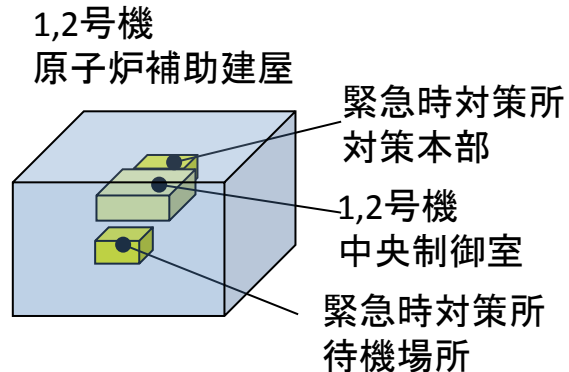 1,2号機
原子炉補助建屋
緊急時対策所
対策本部
1,2号機
中央制御室
緊急時対策所
待機場所